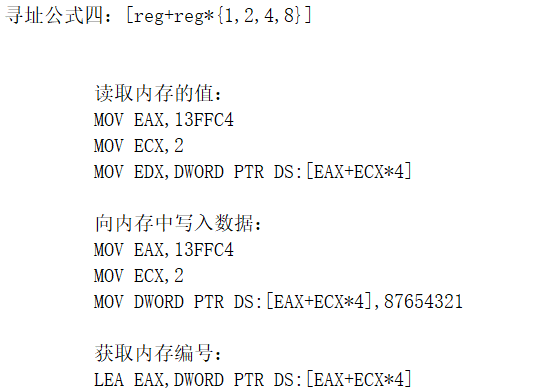 寻址公式四：[reg+reg*{1,2,4,8}]
读取内存的值：
MOV EAX,13FFC4
MOV ECX,2
MOV EDX,DWORD PTR DS:[EAX+ECX*4]
向内存中写入数据：
MOV EAX,13FFC4
MOV ECX,2
MOV DWORD PTR DS:[EAX+ECX*4],87654321
获取内存编号：
LEA EAX,DWORD PTR DS:[EAX+ECX*4]